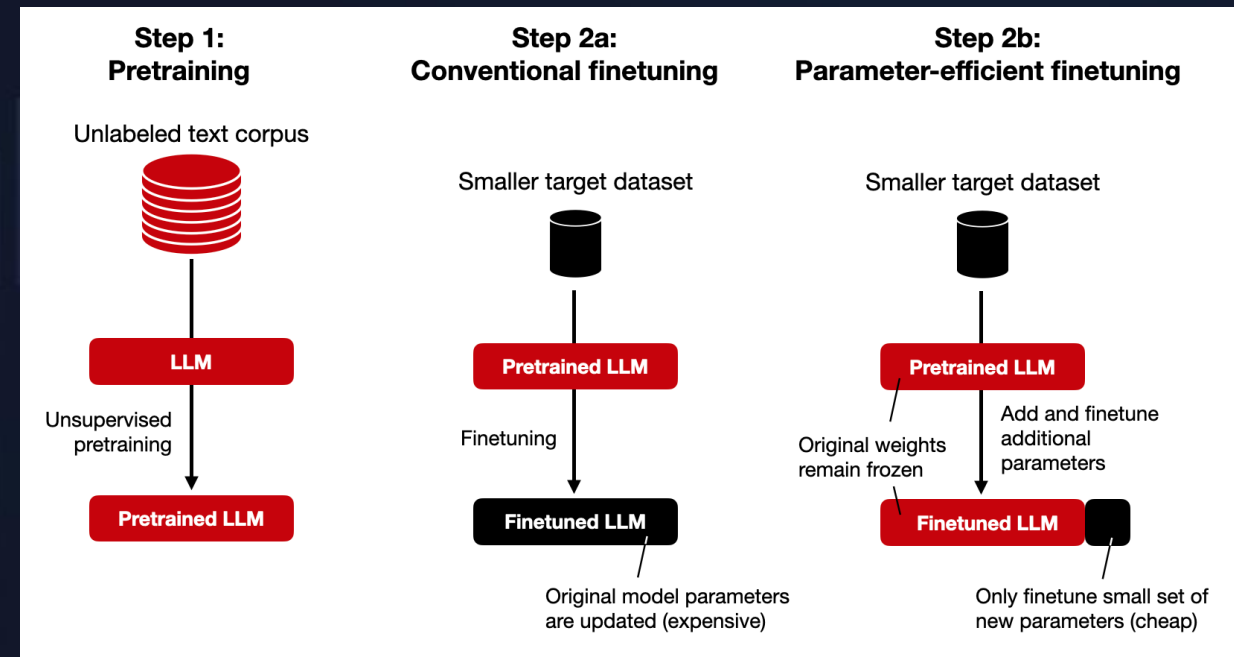 Step 1:
Pretraining
Unlabeled text corpus
LLM
Unsupervised
pretraining
Pretrained LLM
Step 2a:
Conventional finetuning
Smaller target dataset
Pretrained LLM
Finetuning
Finetuned LLM
Original model parameters
are updated (expensive)
Step 2b:
Parameter-efficient finetuning
Smaller target dataset
Pretrained LLM
Original weights
remain frozen
Add and finetune
additional
parameters
Finetuned LLM
Only finetune small set of
new parameters (cheap)